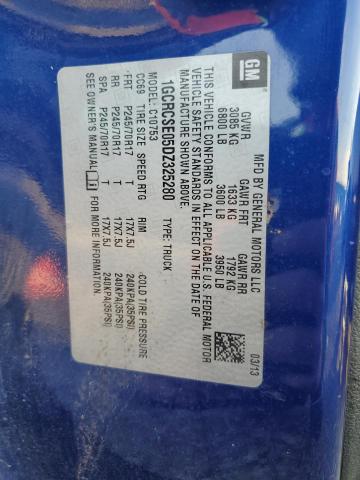 GM
MFD BY GENERAL MOTORS LLC
03/13
GVWR GAWR FRT GAWR RR
3085 KG 1633 KG 1792 KG
6800 LB 3600 LB 3950 LB
THIS VEHICLE CONFORMS TO ALL APPLICABLE U.S. FEDERAL MOTOR
VEHICLE SAFETY STANDARDS IN EFFECT ON THE DATE OF
MANUFACTURE SHOWN ABOVE.
1GCRCSE05DZ325280 TYPE: TRUCK
MODEL: C10753
CC69 TIRE SIZE SPEED RTG RIM COLD TIRE PRESSURE
FRT P245/70R17 T 17X7.5J 240KPA(35PSI)
RR P245/70R17 T 17X7.5J 240KPA(35PSI)
SPA P245/70R17 T 17X7.5J 240KPA(35PSI)
SEE OWNER'S MANUAL FOR MORE INFORMATION.